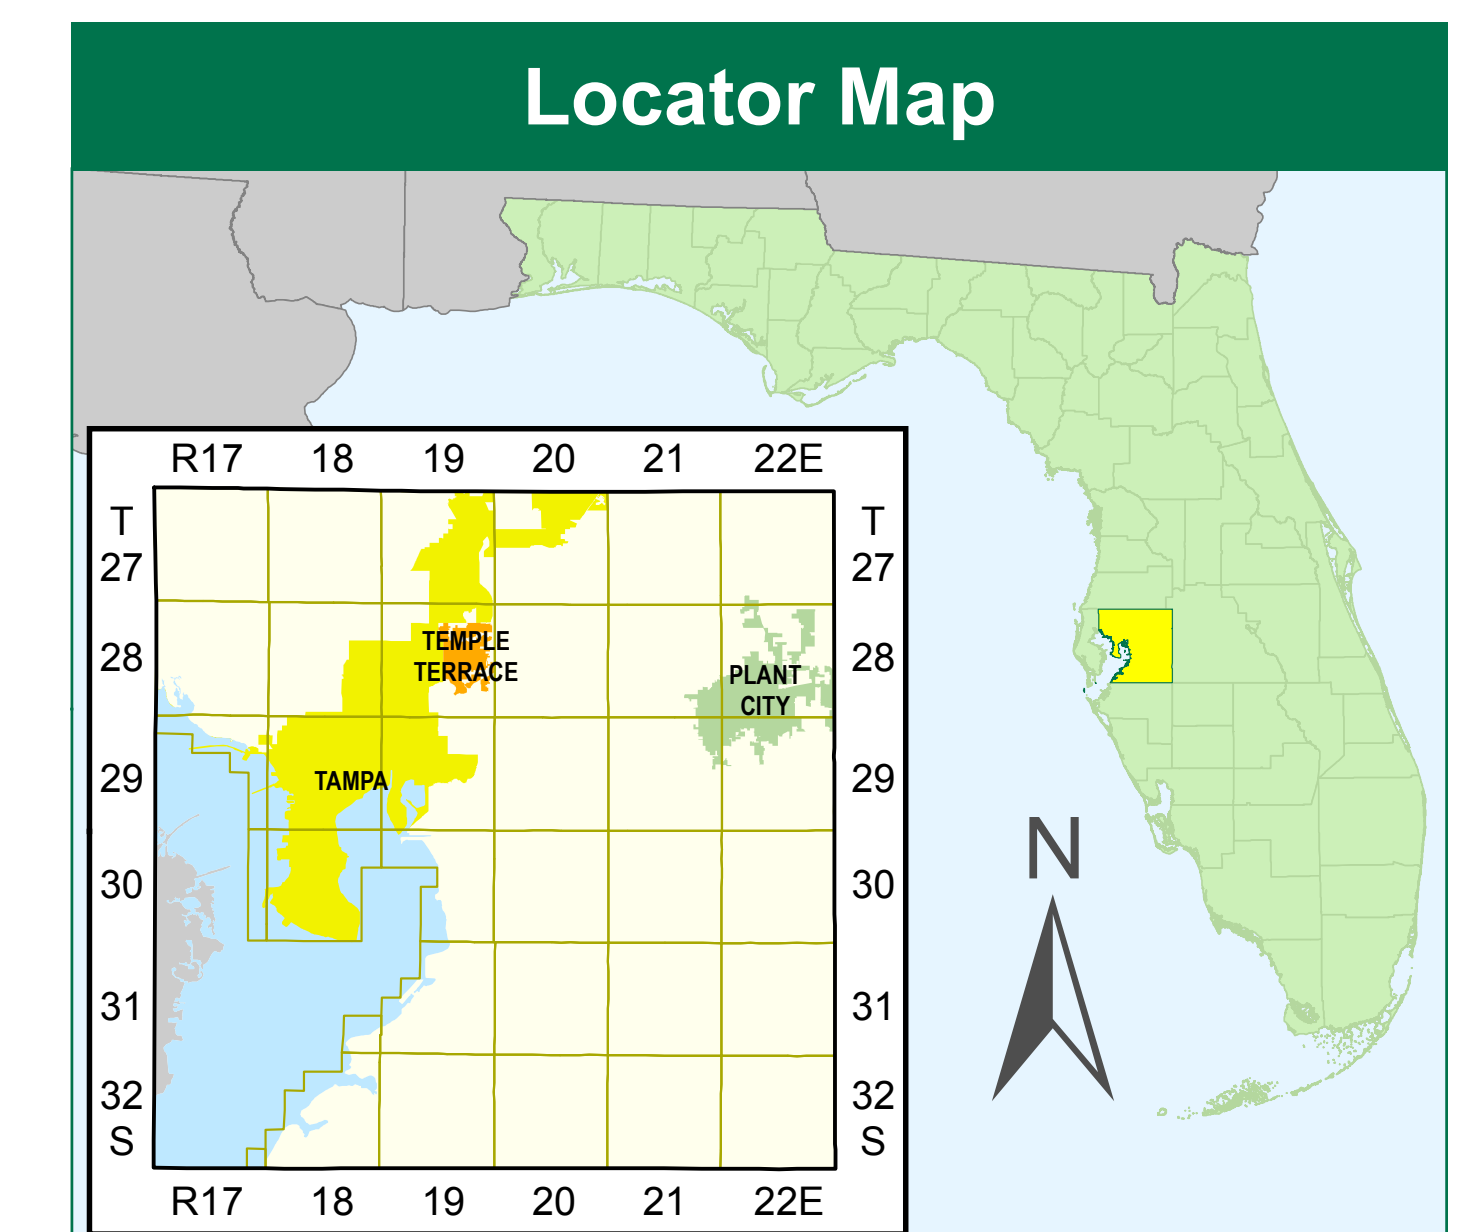 Locator Map
R17 18 19 20 21 22E
T T
27 27
TEMPLE
28 TERRACE 28
PLANT
CITY
29 TAMPA 29
N
30 30
31 31
32 32
S S
R17 18 19 20 21 22E